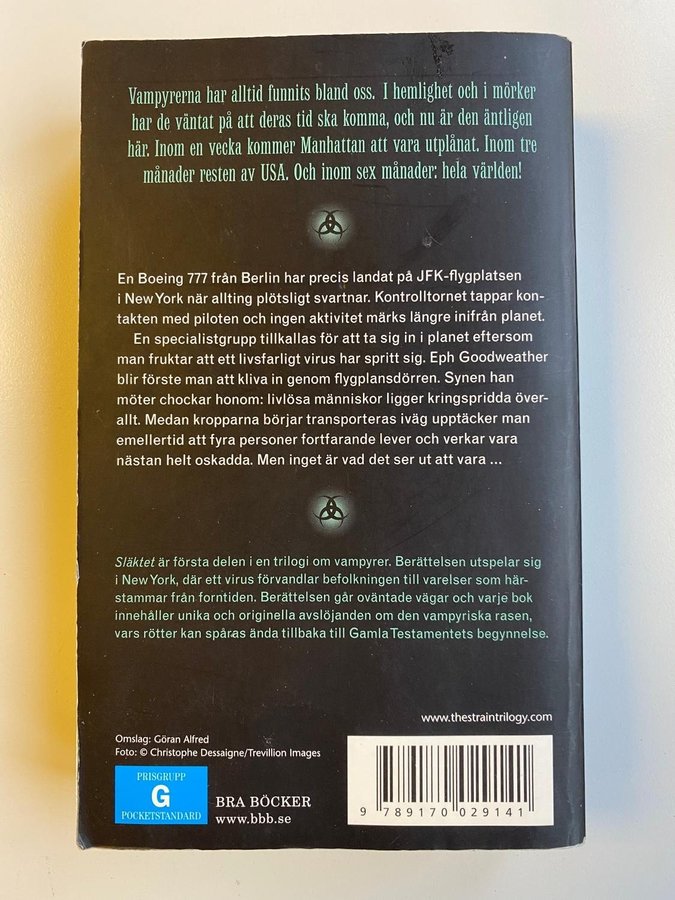 Vampyrerna har alltid funnits bland oss. I hemlighet och i mörker
har de väntat på att deras tid ska komma, och nu är den äntligen
här. Inom en vecka kommer Manhattan att vara utplånat. Inom tre
månader resten av USA. Och inom sex månader: hela världen!
En Boeing 777 från Berlin har precis landat på JFK-flygplatsen
i New York när allting plötsligt svartnar. Kontrolltornet tappar kon-
takten med piloten och ingen aktivitet märks längre inifrån planet.
En specialistgrupp tillkallas för att ta sig in i planet eftersom
man fruktar att ett livsfarligt virus har spritt sig. Eph Goodweather
blir förste man att kliva in genom flygplansdörren. Synen han
möter chockar honom: livlösa människor ligger kringspridda över-
allt. Medan kropparna börjar transporteras iväg upptäcker man
emellertid att fyra personer fortfarande lever och verkar vara
nästan helt oskadda. Men inget är vad det ser ut att vara ...
Släktet är första delen i en trilogi om vampyrer. Berättelsen utspelar sig
i New York, där ett virus förvandlar befolkningen till varelser som här-
stammar från forntiden. Berättelsen går oväntade vägar och varje bok
innehåller unika och originella avslöjanden om den vampyriska rasen,
vars rötter kan spåras ända tillbaka till Gamla Testamentets begynnelse.
www.thestraintrilogy.com
Omslag: Göran Alfred
Foto: © Christophe Dessaigne/Trevillion Images
PRISGRUPP
G
POCKETSTANDARD
BRA BÖCKER
www.bbb.se
9 789170 029141